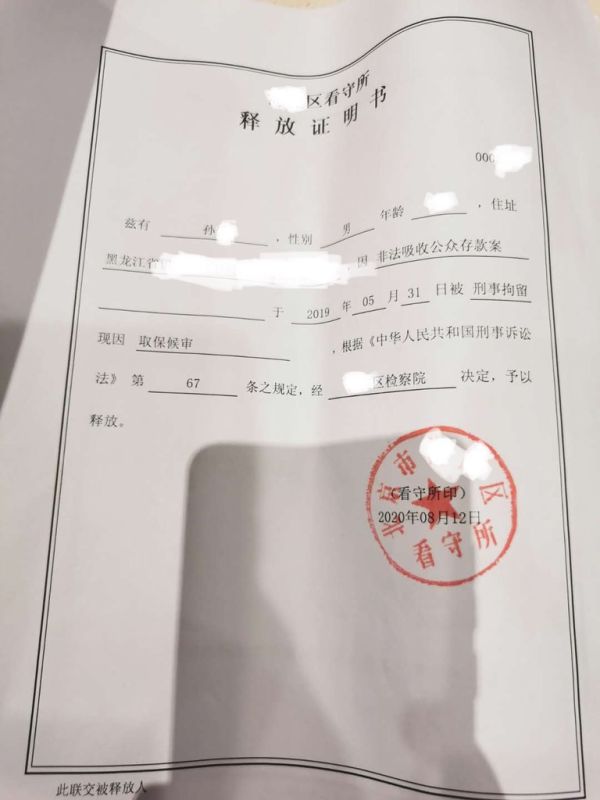 区看守所
释放证明书
000
兹有 孙 ，性别 男 年龄 ，住址
黑龙江省 ，因 非法吸收公众存款案
于 2019 年 05 月 31 日被 刑事拘留
现因 取保候审 ，根据《中华人民共和国刑事诉讼
法》第 67 条之规定，经 区检察院 决定，予以
释放。
北京市 区
（看守所印）
2020年08月12日
看守所
此联交被释放人